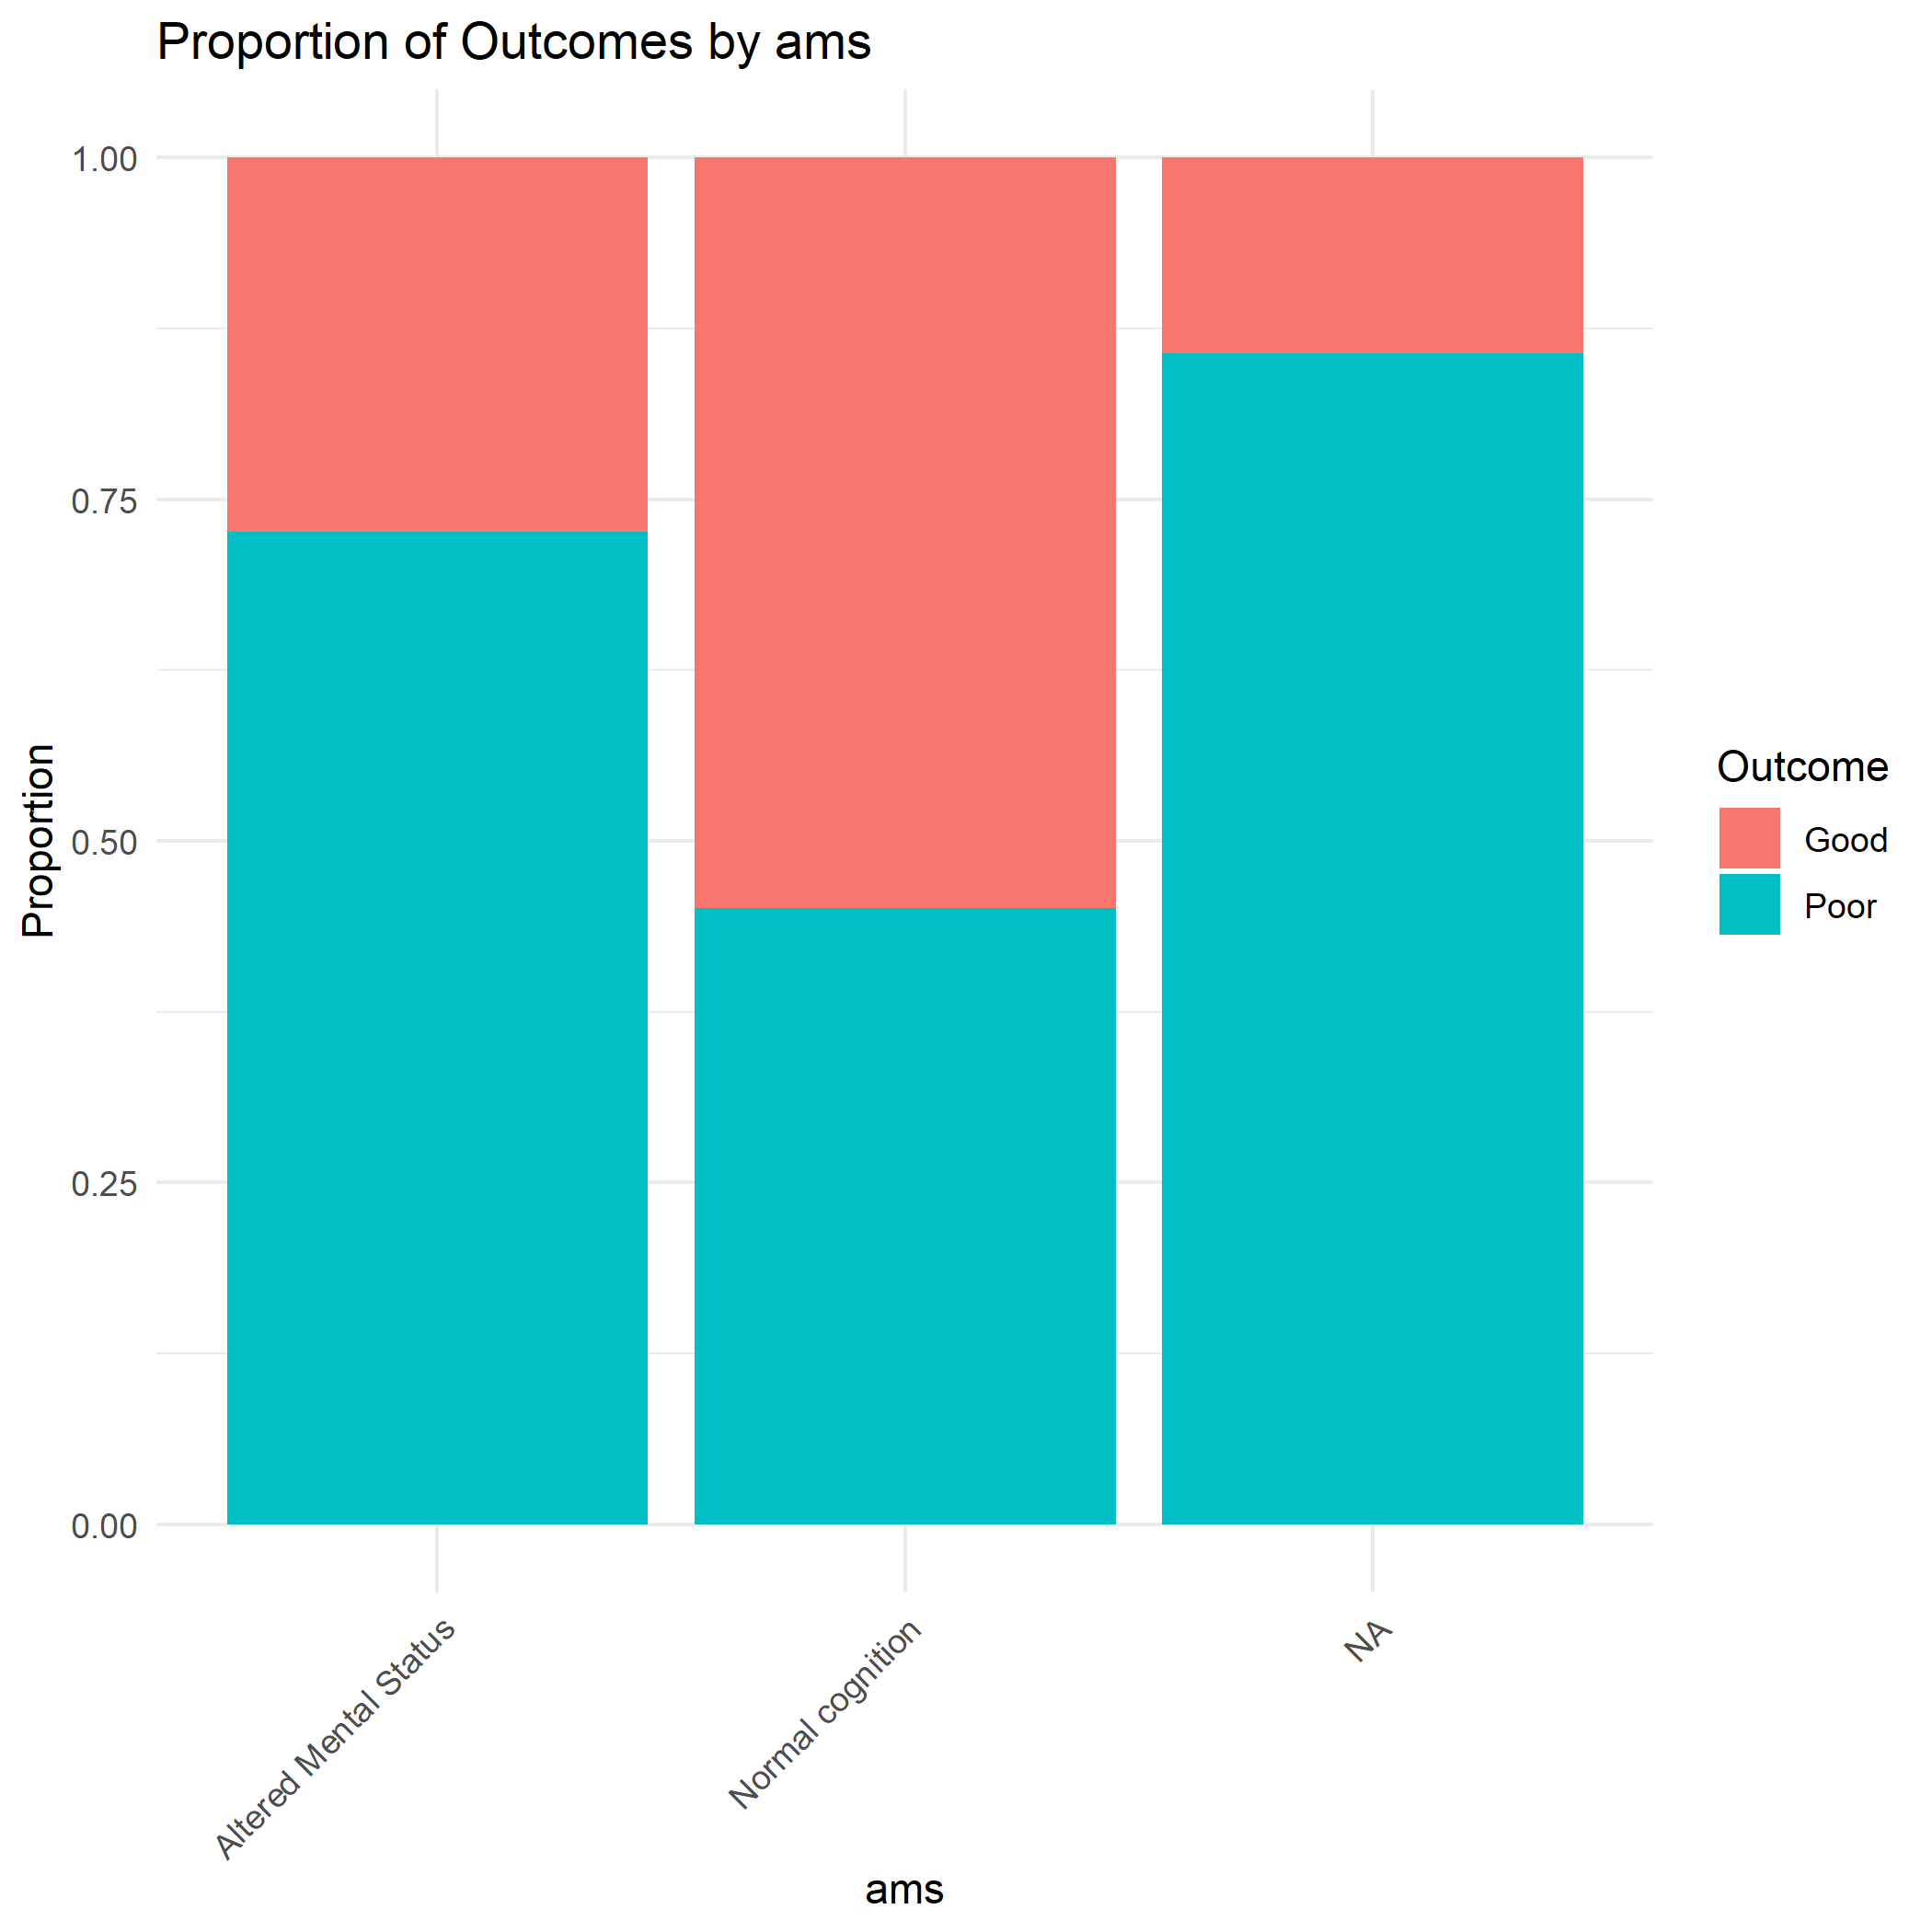 Proportion of Outcomes by ams
1.00
0.75
0.50
0.25
0.00
Proportion
Altered Mental Status
Normal cognition
NA
ams
Outcome
Good
Poor